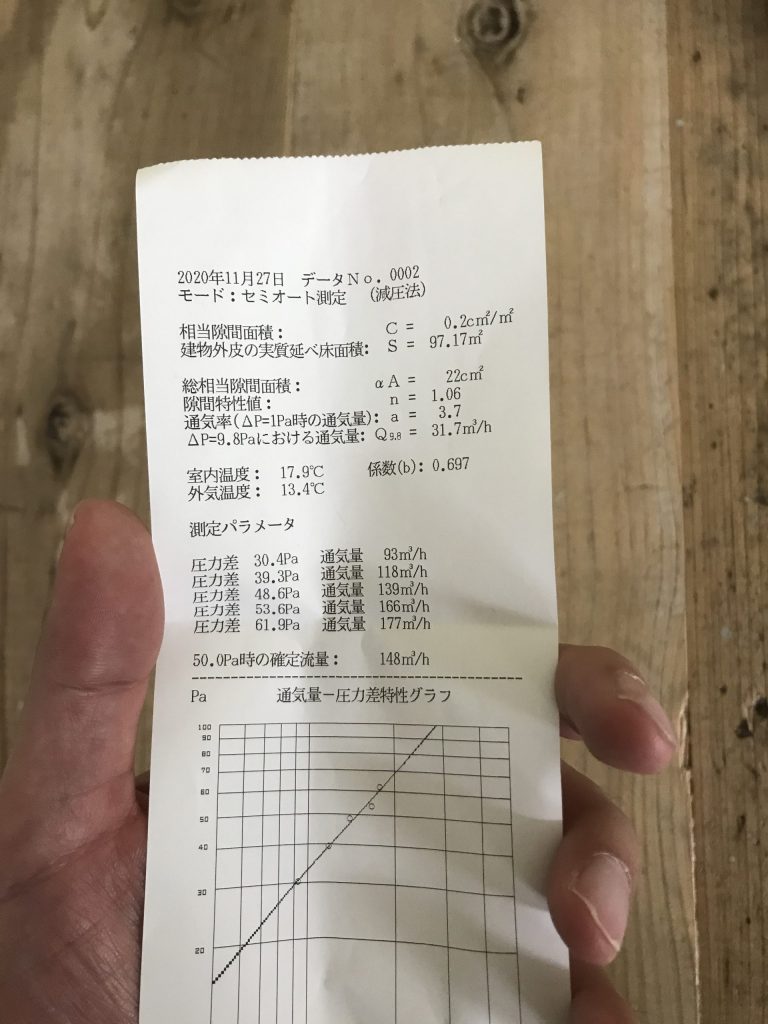 2020年11月27日 データNo. 0002
モード:セミオート測定 (減圧法)
相当隙間面積: C = 0.2c㎡/㎡
建物外皮の実質延べ床面積: S = 97.17㎡
総相当隙間面積: αA = 22c㎡
隙間特性値: n = 1.06
通気率(ΔP=1Pa時の通気量): a = 3.7
ΔP=9.8Paにおける通気量: Q9.8 = 31.7㎥/h
室内温度: 17.9℃ 係数(b): 0.697
外気温度: 13.4℃
測定パラメータ
圧力差 30.4Pa 通気量 93㎥/h
圧力差 39.3Pa 通気量 118㎥/h
圧力差 48.6Pa 通気量 139㎥/h
圧力差 53.6Pa 通気量 166㎥/h
圧力差 61.9Pa 通気量 177㎥/h
50.0Pa時の確定流量: 148㎥/h
Pa 通気量ー圧力差特性グラフ
100
90
80
70
60
50
40
30
20